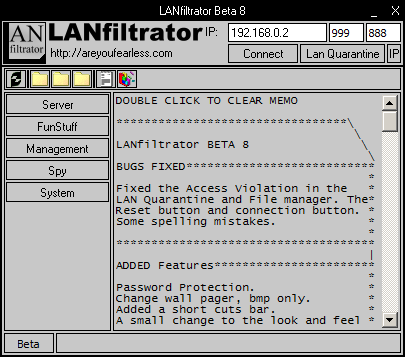 LANfiltrator Beta 8 _ X
AN filtrator LANfiltrator IP: 192.168.0.2 999 888
http://areyoufearless.com Connect Lan Quarantine IP
Server
FunStuff
Management
Spy
System
DOUBLE CLICK TO CLEAR MEMO
*********************************\
\
LANfiltrator BETA 8 \
\
BUGS FIXED***************************
*
Fixed the Access Violation in the *
LAN Quarantine and File manager. The*
Reset button and connection button. *
Some spelling mistakes. *
*
*************************************
|
ADDED Features***********************
*
Password Protection. *
Change wall pager, bmp only. *
Added a short cuts bar. *
A small change to the look and feel *
Beta